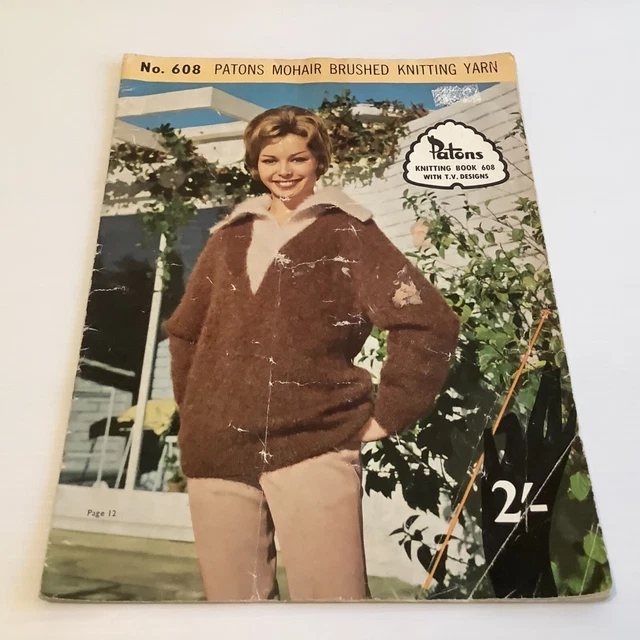 No. 608 PATONS MOHAIR BRUSHED KNITTING YARN
Patons
KNITTING BOOK 608
WITH T.V. DESIGNS
Page 12
2/-